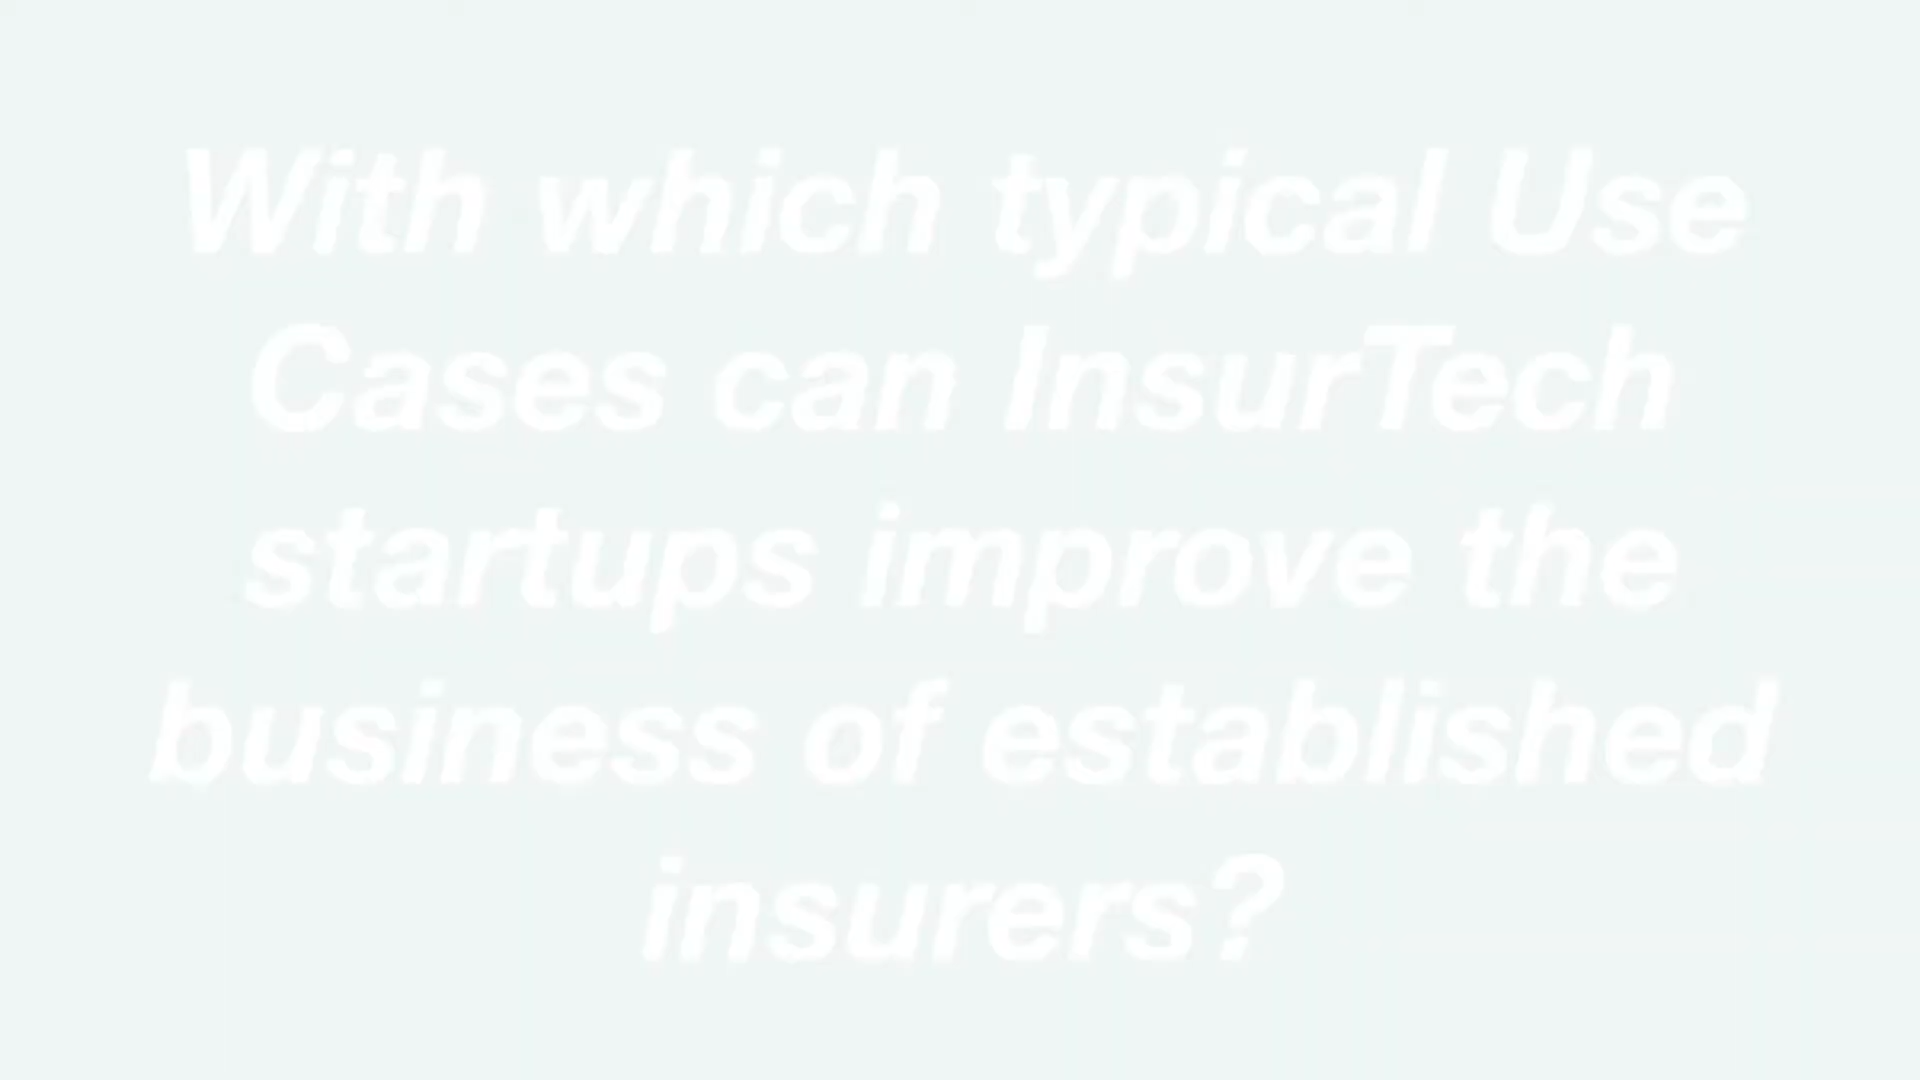 With which typical Use
Cases can InsurTech
startups improve the
business of established
insurers?